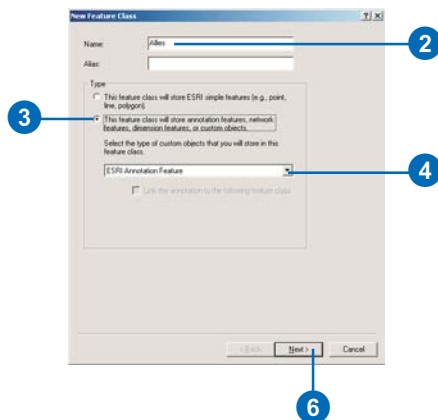 New Feature Class
Name:
Allies
2
Alias:
Type
This feature class will store ESRI simple features (e.g., point,
line, polygon).
3
This feature class will store annotation features, network
features, dimension features, or custom objects.
Select the type of custom objects that you will store in this
feature class.
ESRI Annotation Feature
4
Link the annotation to the following feature class
< Back
Next >
Cancel
6